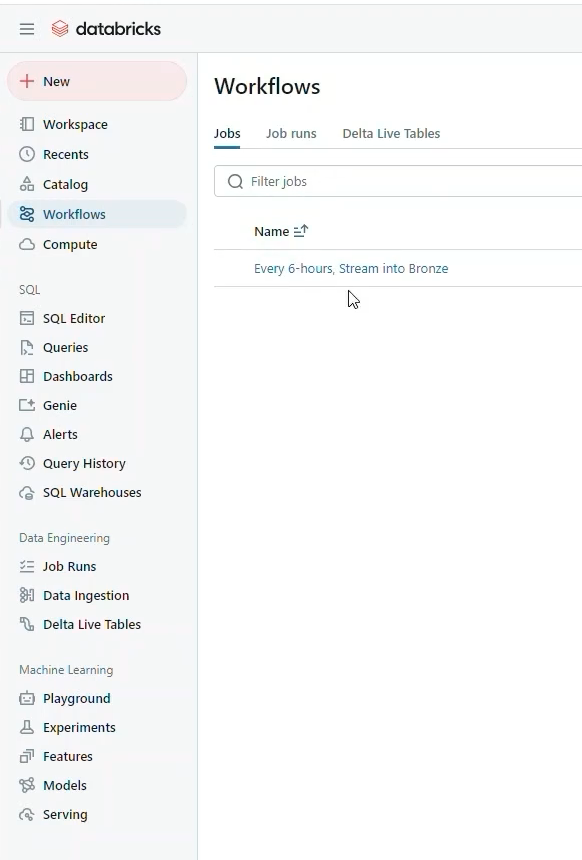 databricks
New
Workspace
Recents
Catalog
Workflows
Compute
SQL
SQL Editor
Queries
Dashboards
Genie
Alerts
Query History
SQL Warehouses
Data Engineering
Job Runs
Data Ingestion
Delta Live Tables
Machine Learning
Playground
Experiments
Features
Models
Serving
Workflows
Jobs Job runs Delta Live Tables
Filter jobs
Name
Every 6-hours, Stream into Bronze